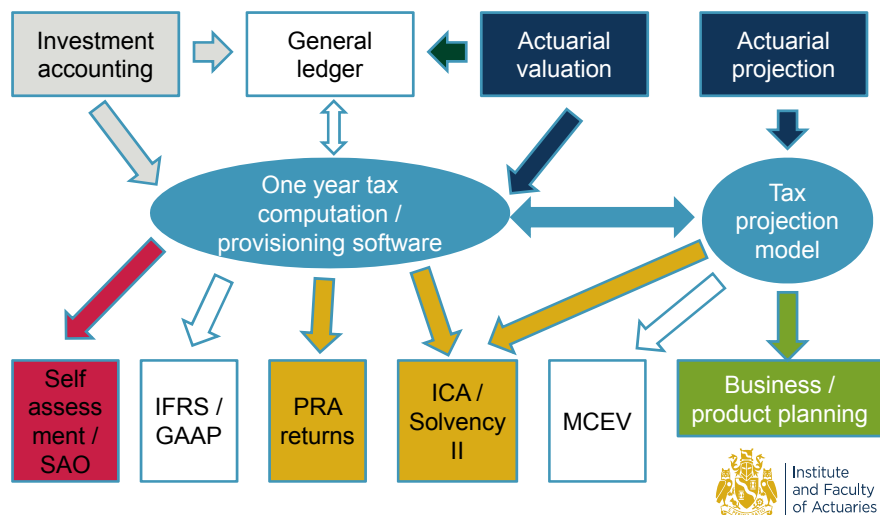 Investment
accounting
General
ledger
Actuarial
valuation
Actuarial
projection
One year tax
computation /
provisioning software
Tax
projection
model
Self
assess
ment /
SAO
IFRS /
GAAP
PRA
returns
ICA /
Solvency
II
MCEV
Business /
product planning
Institute
and Faculty
of Actuaries